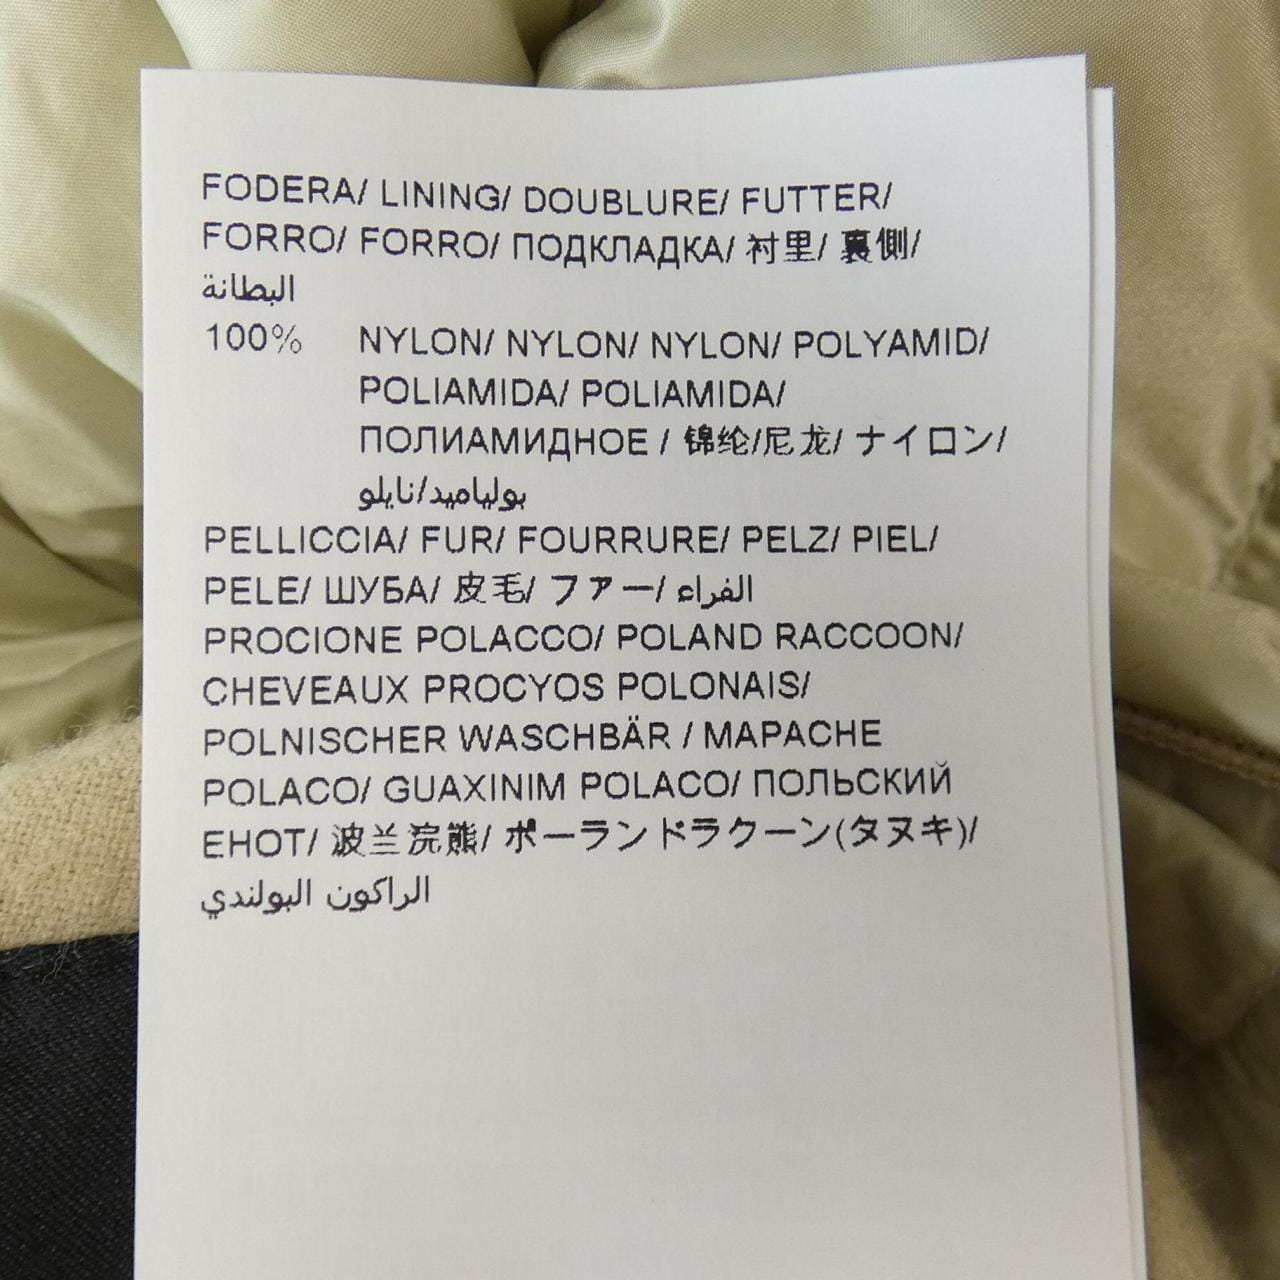 FODERA/ LINING/ DOUBLURE/ FUTTER/
FORRO/ FORRO/ ПОДКЛАДКА/ 衬里/ 裏側/
البطانة
100% NYLON/ NYLON/ NYLON/ POLYAMID/
POLIAMIDA/ POLIAMIDA/
ПОЛИАМИДНОЕ / 锦纶/尼龙/ ナイロン/
بولياميد/نايلو
PELLICCIA/ FUR/ FOURRURE/ PELZ/ PIEL/
PELE/ ШУБА/ 皮毛/ ファー/ الفراء
PROCIONE POLACCO/ POLAND RACCOON/
CHEVEAUX PROCYOS POLONAIS/
POLNISCHER WASCHBÄR / MAPACHE
POLACO/ GUAXINIM POLACO/ ПОЛЬСКИЙ
ЕНОТ/ 波兰浣熊/ ポーランドラクーン(タヌキ)/
الراكون البولندي